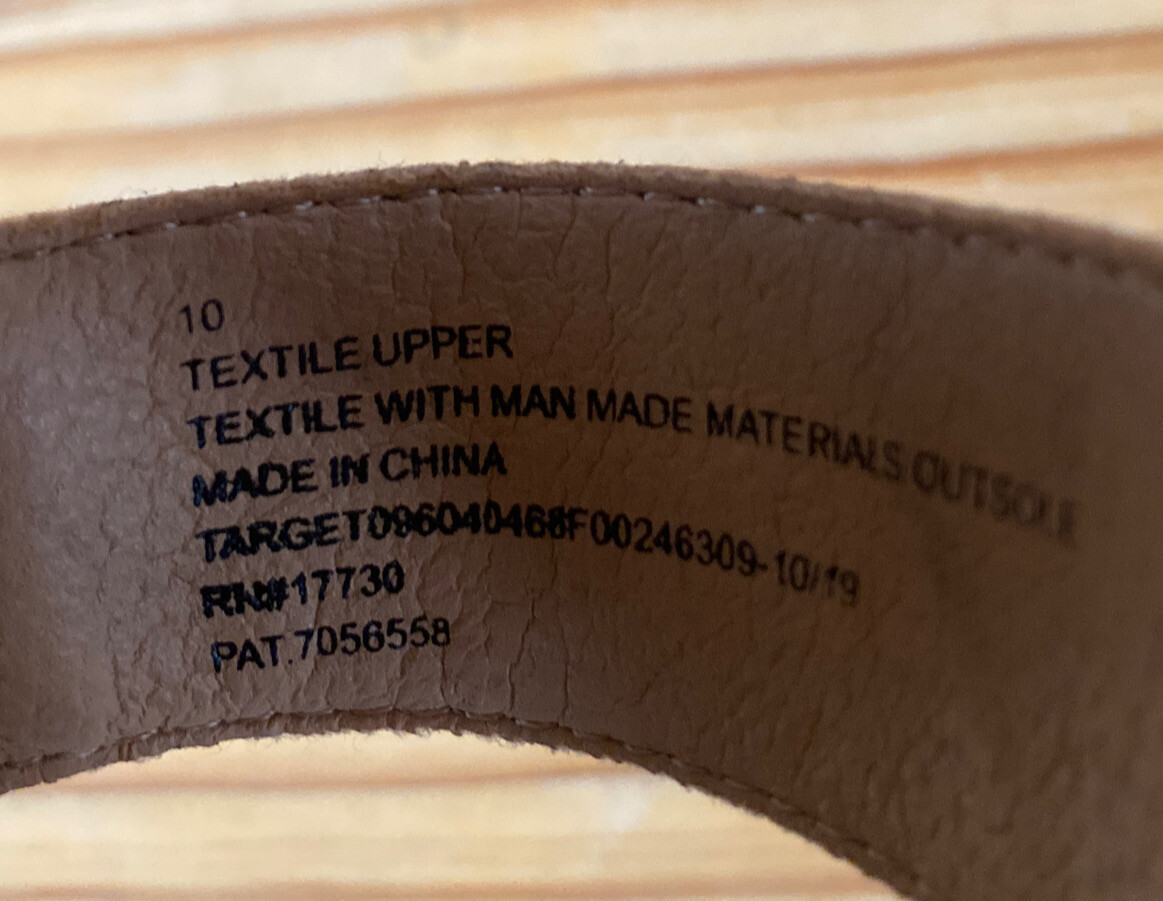 10
TEXTILE UPPER
TEXTILE WITH MAN MADE MATERIALS OUTSOLE
MADE IN CHINA
TARGET096040468F00246309-10/19
RN#17730
PAT.7056558